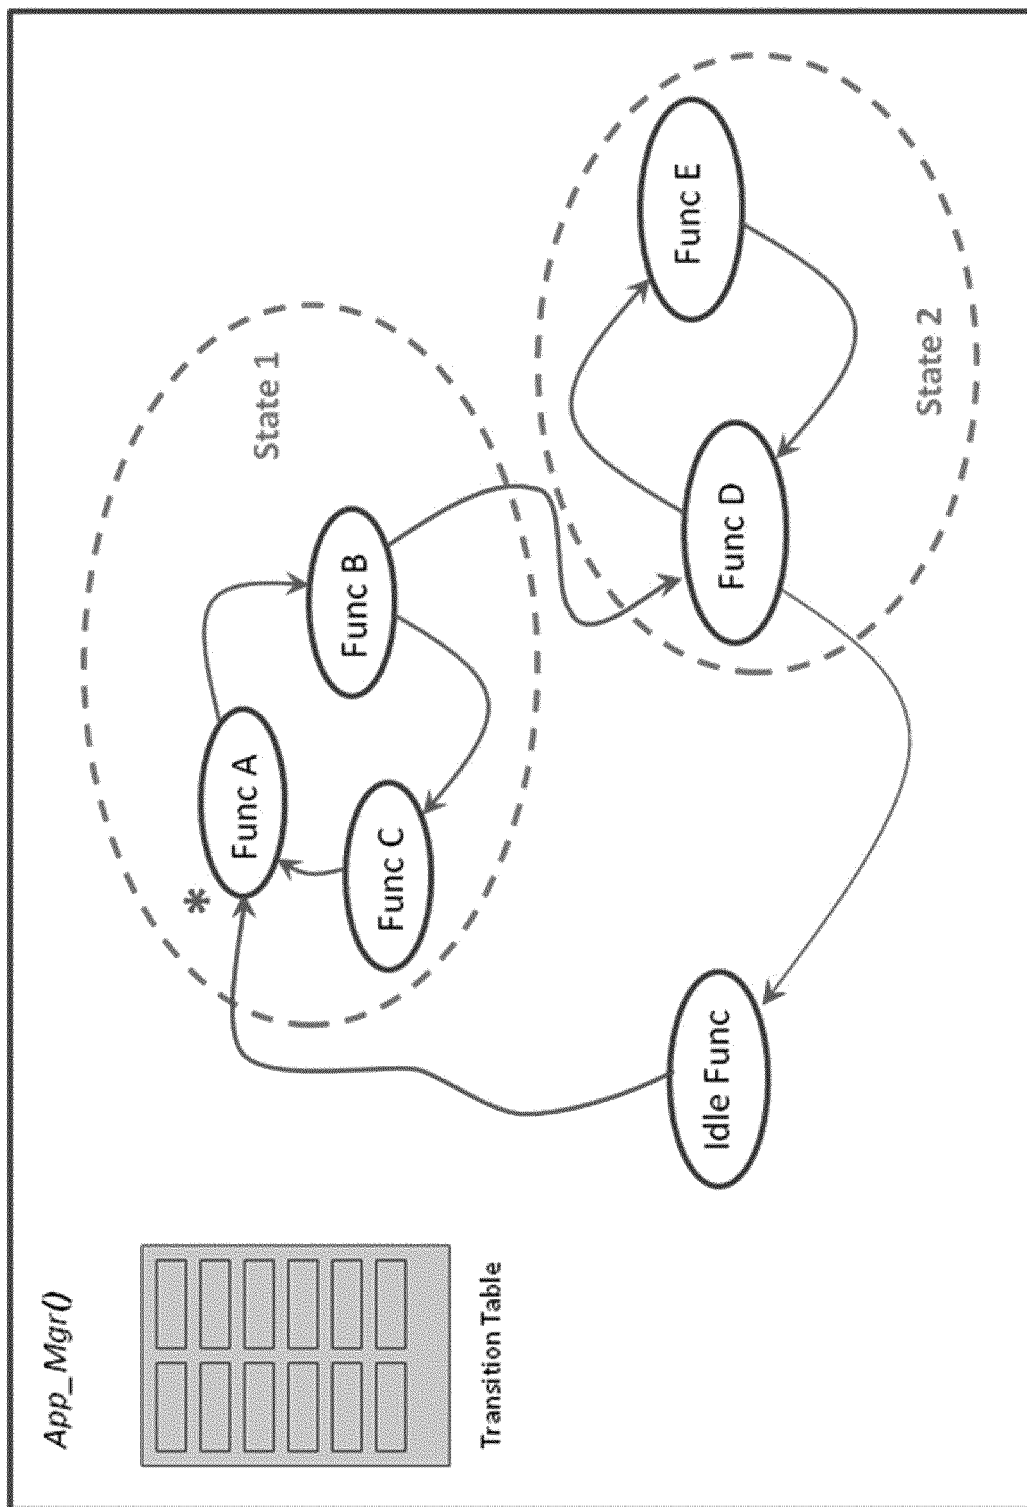 App_Mgr()
Transition Table
State 1
*
Func A
Func B
Func C
State 2
Func E
Func D
Idle Func